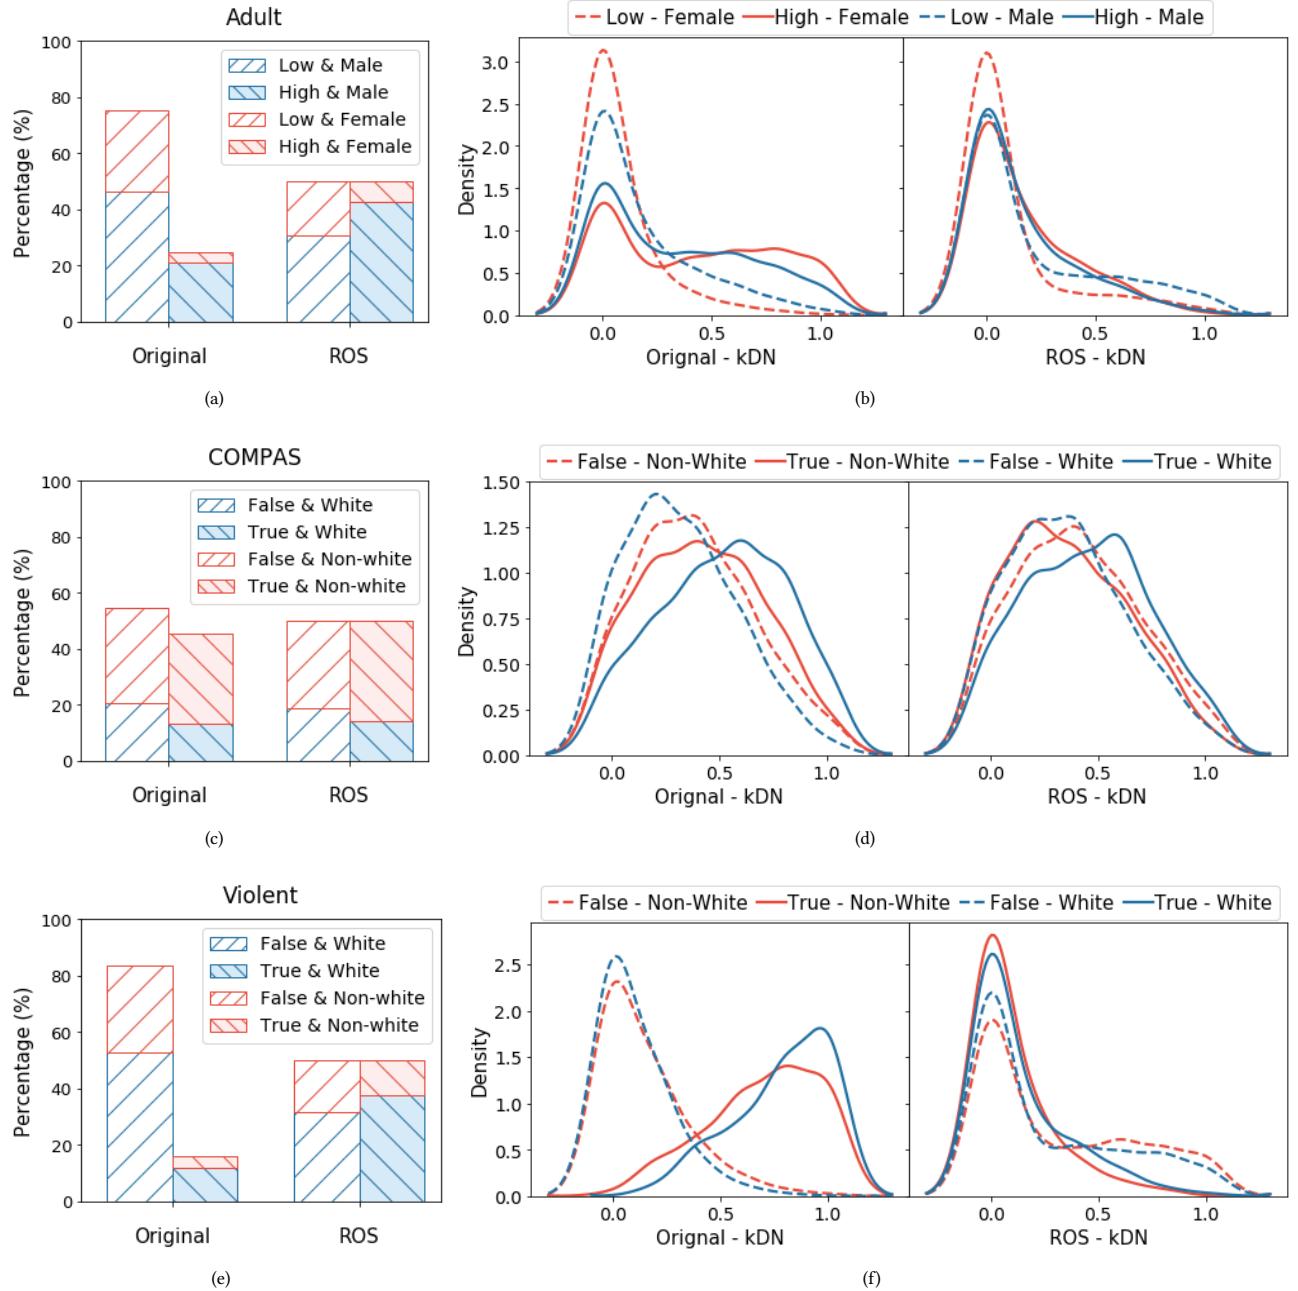 Adult
Percentage (%)
100
80
60
40
20
0
Low & Male
High & Male
Low & Female
High & Female
Original
ROS
(a)
Low - Female High - Female Low - Male High - Male
Density
3.0
2.5
2.0
1.5
1.0
0.5
0.0
0.0 0.5 1.0
Orignal - kDN
0.0 0.5 1.0
ROS - kDN
(b)
COMPAS
Percentage (%)
100
80
60
40
20
0
False & White
True & White
False & Non-white
True & Non-white
Original
ROS
(c)
False - Non-White True - Non-White False - White True - White
Density
1.50
1.25
1.00
0.75
0.50
0.25
0.00
0.0 0.5 1.0
Orignal - kDN
0.0 0.5 1.0
ROS - kDN
(d)
Violent
Percentage (%)
100
80
60
40
20
0
False & White
True & White
False & Non-white
True & Non-white
Original
ROS
(e)
False - Non-White True - Non-White False - White True - White
Density
2.5
2.0
1.5
1.0
0.5
0.0
0.0 0.5 1.0
Orignal - kDN
0.0 0.5 1.0
ROS - kDN
(f)